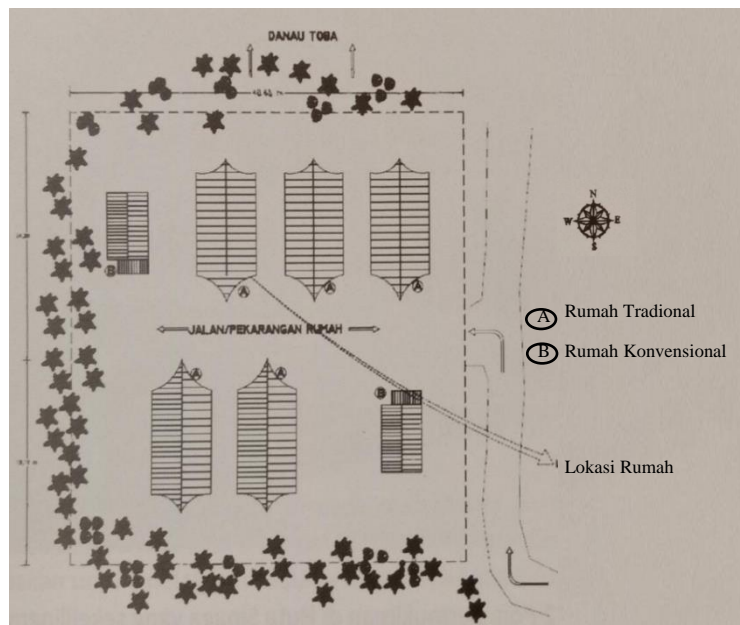 DANAU TOBA
N
W E
S
B
A A A
A Rumah Tradional
JALAN/PEKARANGAN RUMAH
B Rumah Konvensional
A A
B
Lokasi Rumah